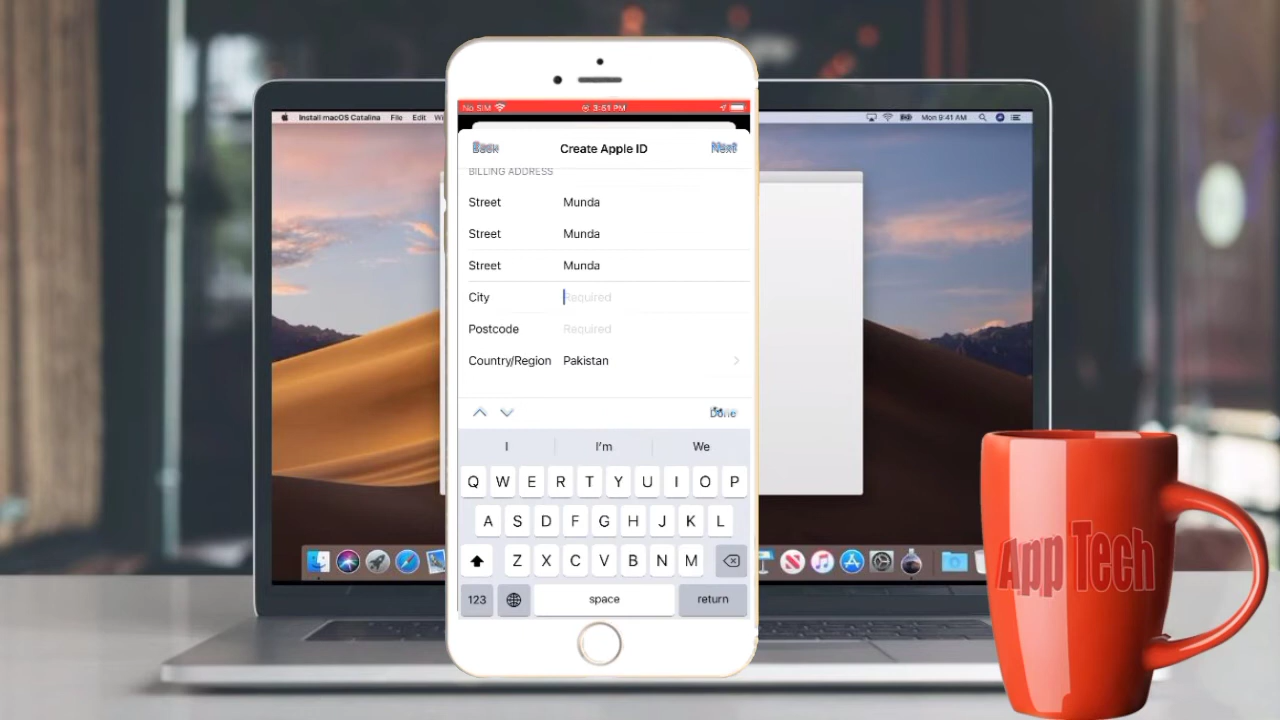 No SIM 3:51 PM
Install macOS Catalina File Edit Wi
Mon 9:41 AM
Back Create Apple ID Next
BILLING ADDRESS
Street Munda
Street Munda
Street Munda
City Required
Postcode Required
Country/Region Pakistan
Done
I I'm We
Q W E R T Y U I O P
A S D F G H J K L
Z X C V B N M
123 space return
App Tech